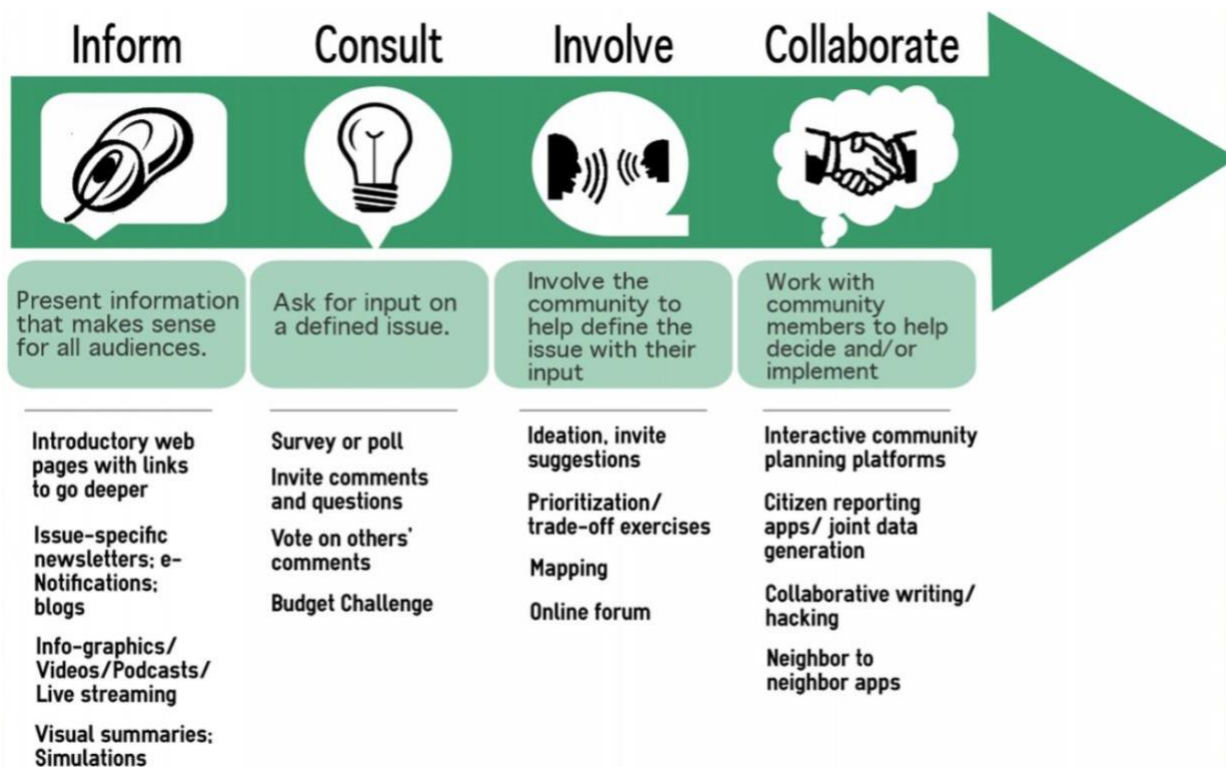 Inform
Consult
Involve
Collaborate
Present information
that makes sense
for all audiences.
Ask for input on
a defined issue.
Involve the
community to
help define the
issue with their
input
Work with
community
members to help
decide and/or
implement
Introductory web
pages with links
to go deeper
Issue-specific
newsletters; e-
Notifications;
blogs
Info-graphics/
Videos/Podcasts/
Live streaming
Visual summaries;
Simulations
Survey or poll
Invite comments
and questions
Vote on others'
comments
Budget Challenge
Ideation, invite
suggestions
Prioritization/
trade-off exercises
Mapping
Online forum
Interactive community
planning platforms
Citizen reporting
apps/ joint data
generation
Collaborative writing/
hacking
Neighbor to
neighbor apps